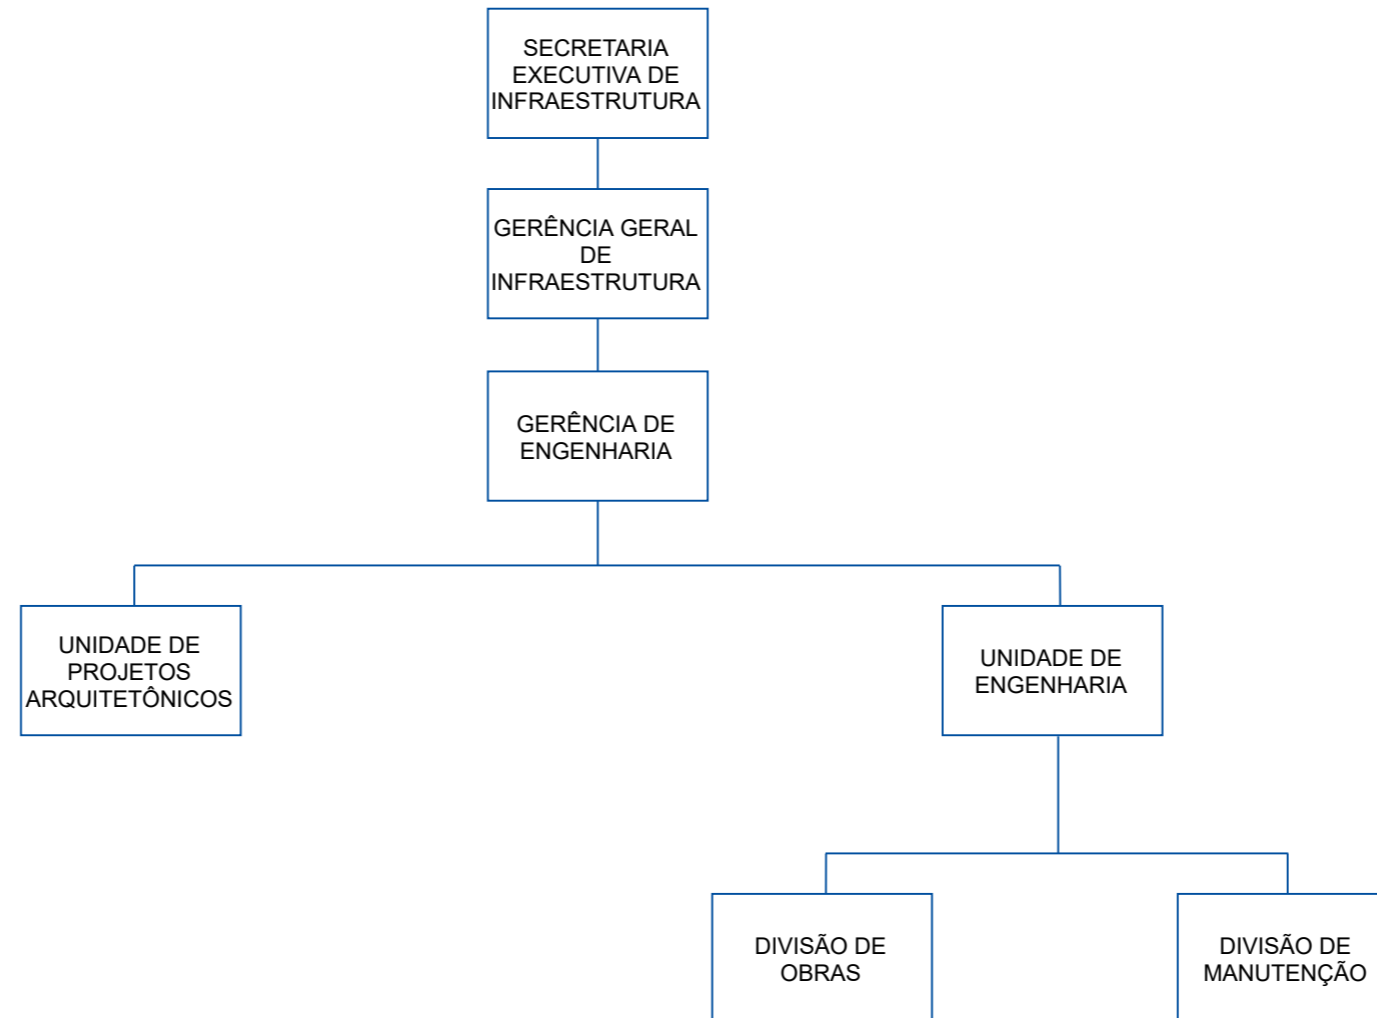 SECRETARIA
EXECUTIVA DE
INFRAESTRUTURA
GERÊNCIA GERAL
DE
INFRAESTRUTURA
GERÊNCIA DE
ENGENHARIA
UNIDADE DE
PROJETOS
ARQUITETÔNICOS
UNIDADE DE
ENGENHARIA
DIVISÃO DE
OBRAS
DIVISÃO DE
MANUTENÇÃO